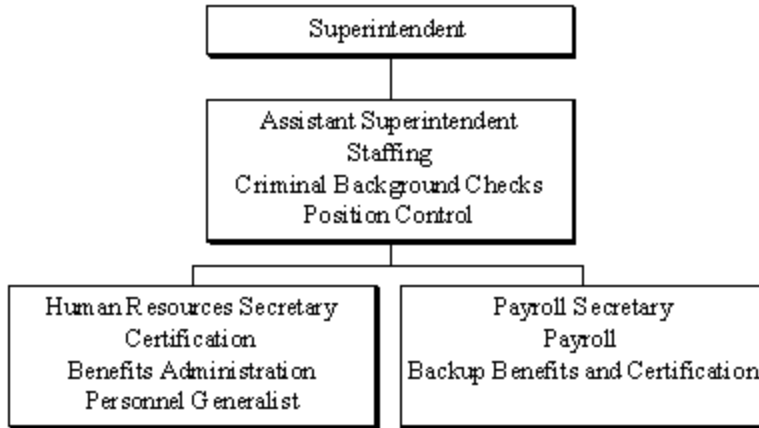 Superintendent
Assistant Superintendent
Staffing
Criminal Background Checks
Position Control
Human Resources Secretary
Certification
Benefits Administration
Personnel Generalist
Payroll Secretary
Payroll
Backup Benefits and Certification